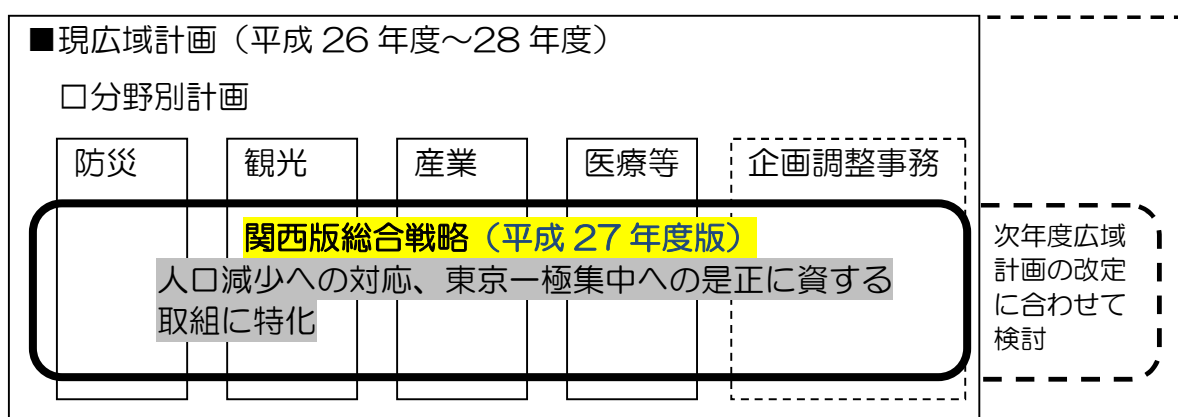 ■現広域計画（平成 26 年度～28 年度）
□分野別計画
防災
観光
産業
医療等
企画調整事務
関西版総合戦略（平成 27 年度版）
人口減少への対応、東京一極集中への是正に資する
取組に特化
次年度広域
計画の改定
に合わせて
検討